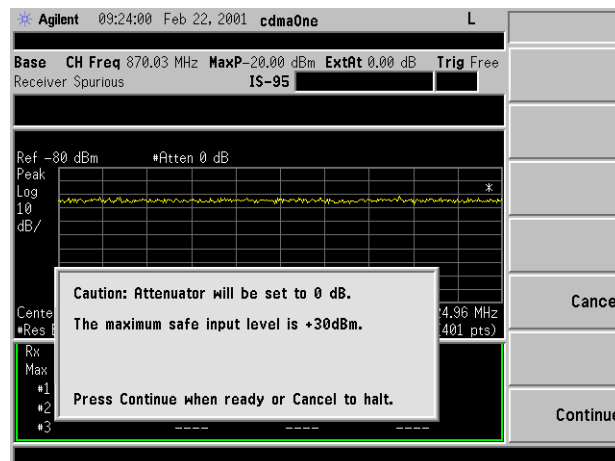 Agilent 09:24:00 Feb 22, 2001 cdmaOne L
Base CH Freq 870.03 MHz MaxP-20.00 dBm ExtAt 0.00 dB Trig Free
Receiver Spurious IS-95
Ref -80 dBm #Atten 0 dB
Peak
Log
10
dB/
*
Caution: Attenuator will be set to 0 dB.
The maximum safe input level is +30dBm.
Press Continue when ready or Cancel to halt.
Cente
4.96 MHz
#Res
(401 pts)
Rx
Max
#1
#2
#3 ---- ---- ----
Cance
Continue